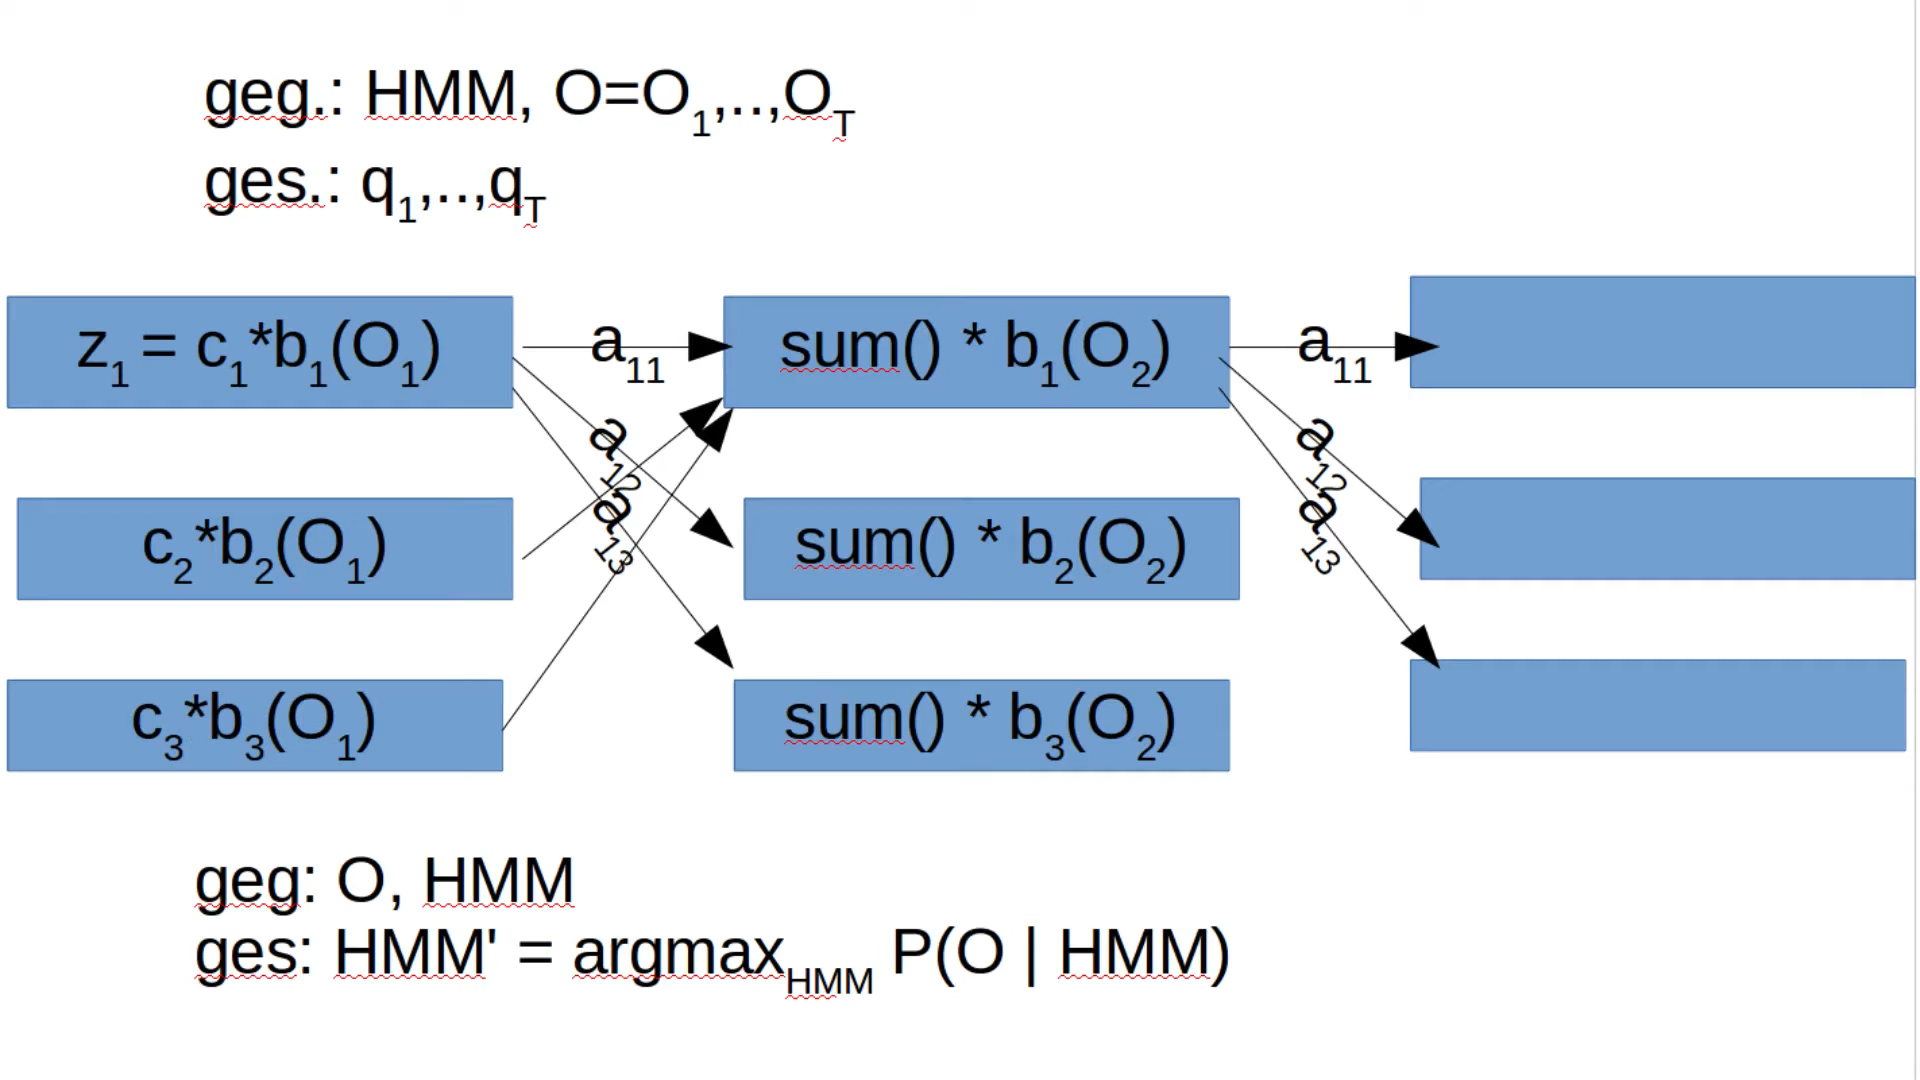 geg.: HMM, O=O1,..,OT
ges.: q1,..,qT
z1 = c1*b1(O1)
a11
sum() * b1(O2)
a11
a12
a13
a12
a13
c2*b2(O1)
sum() * b2(O2)
c3*b3(O1)
sum() * b3(O2)
geg: O, HMM
ges: HMM' = argmaxHMM P(O | HMM)